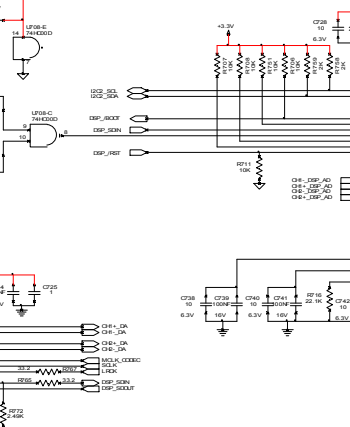 U708-E
74HC00D
14
+3.3V
C728
10
6.3V
R707
10K
R708
10K
R751
10K
R706
10K
R759
2K
R758
2K
I2C2_SCL
I2C2_SDA
DSP_/BOOT
DSP_SDIN
DSP_/RST
U708-C
74HC00D
9
10
8
R711
10K
CH1-_DSP_AD
CH1+_DSP_AD
CH2-_DSP_AD
CH2+_DSP_AD
C725
1
C738
10
6.3V
C739
100NF
16V
C740
10
6.3V
C741
100NF
16V
R716
22.1K
C742
10
6.3V
CH1+_DA
CH1-_DA
CH2+_DA
CH2-_DA
MCLK_CODEC
SCLK
LRCK
33.2
R767
R765
33.2
DSP_SDIN
DSP_SDOUT
R772
2.49K